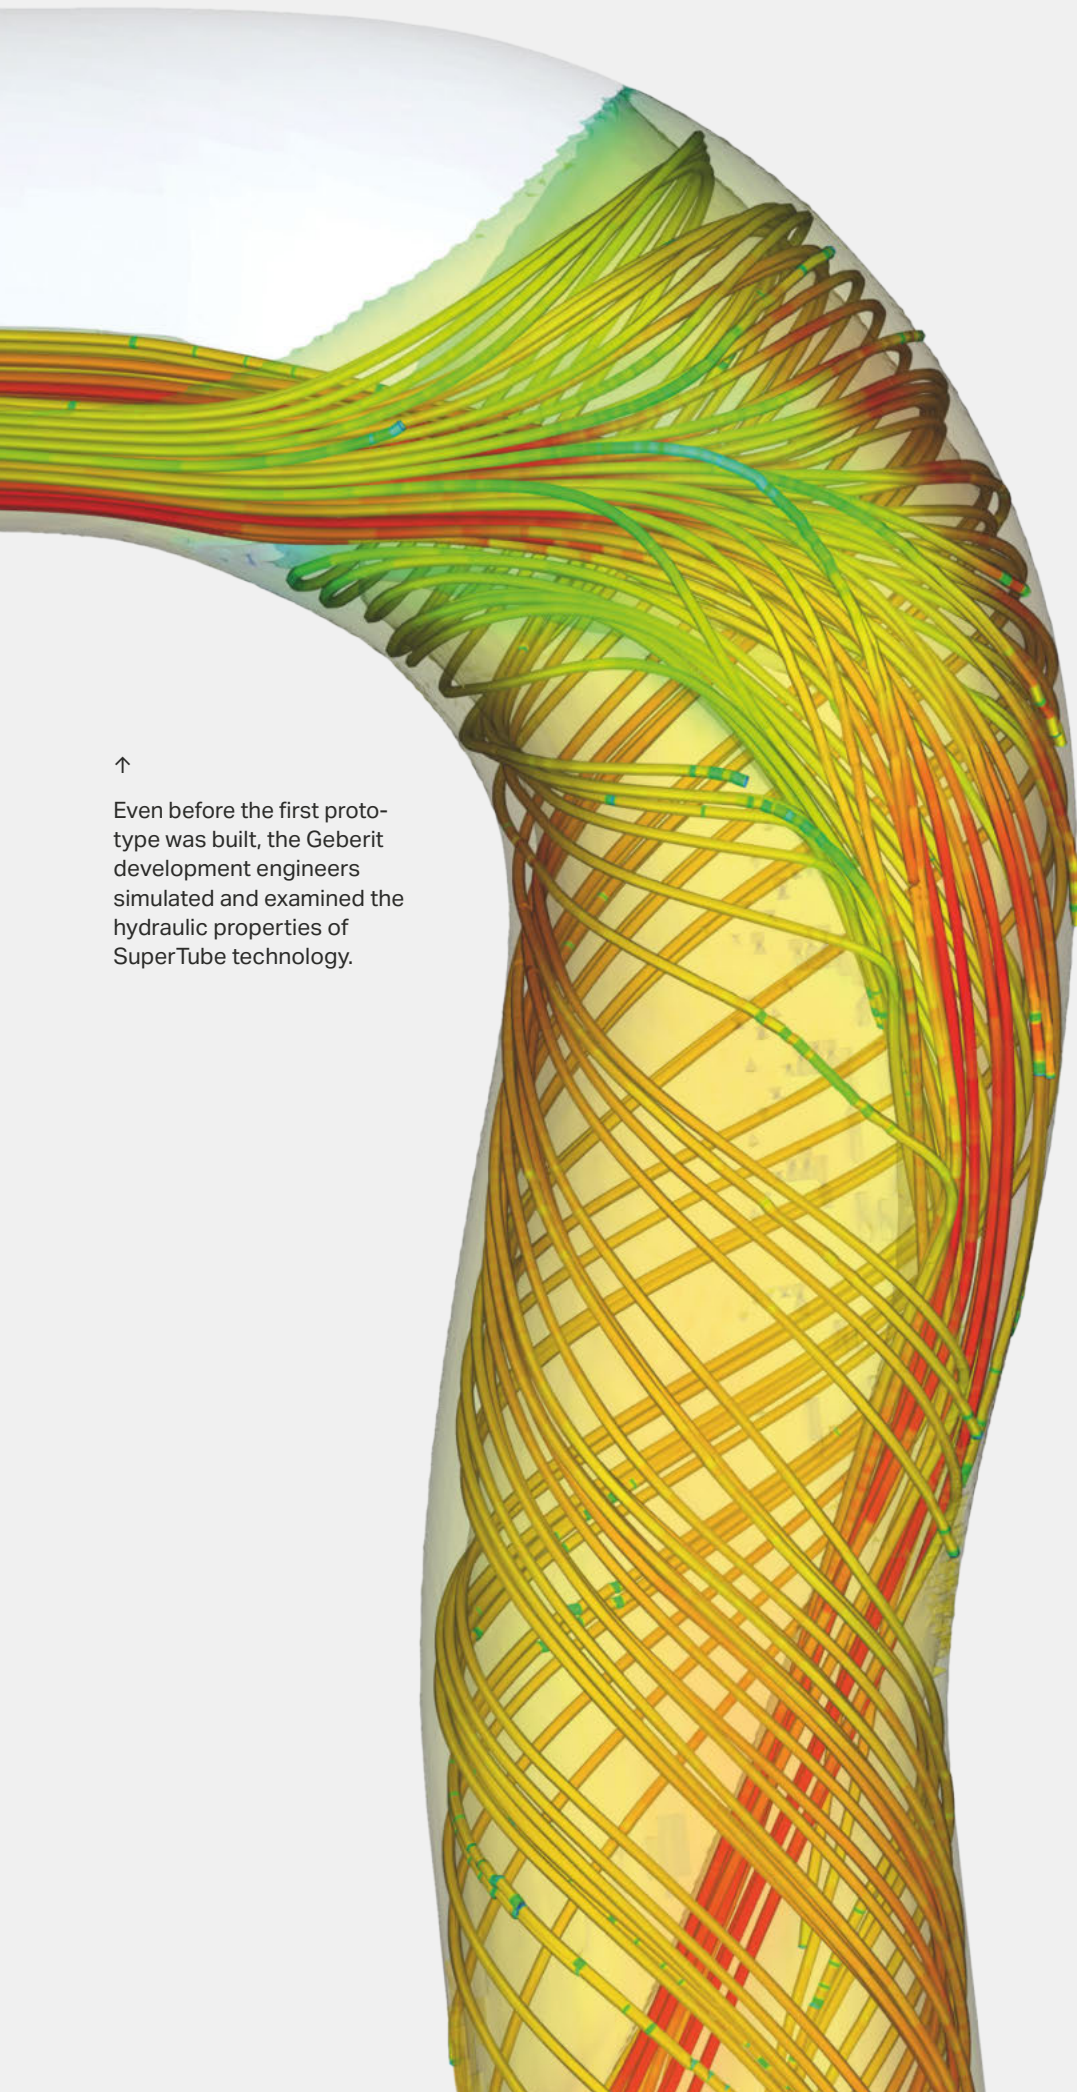 ↑
Even before the first proto-
type was built, the Geberit
development engineers
simulated and examined the
hydraulic properties of
SuperTube technology.